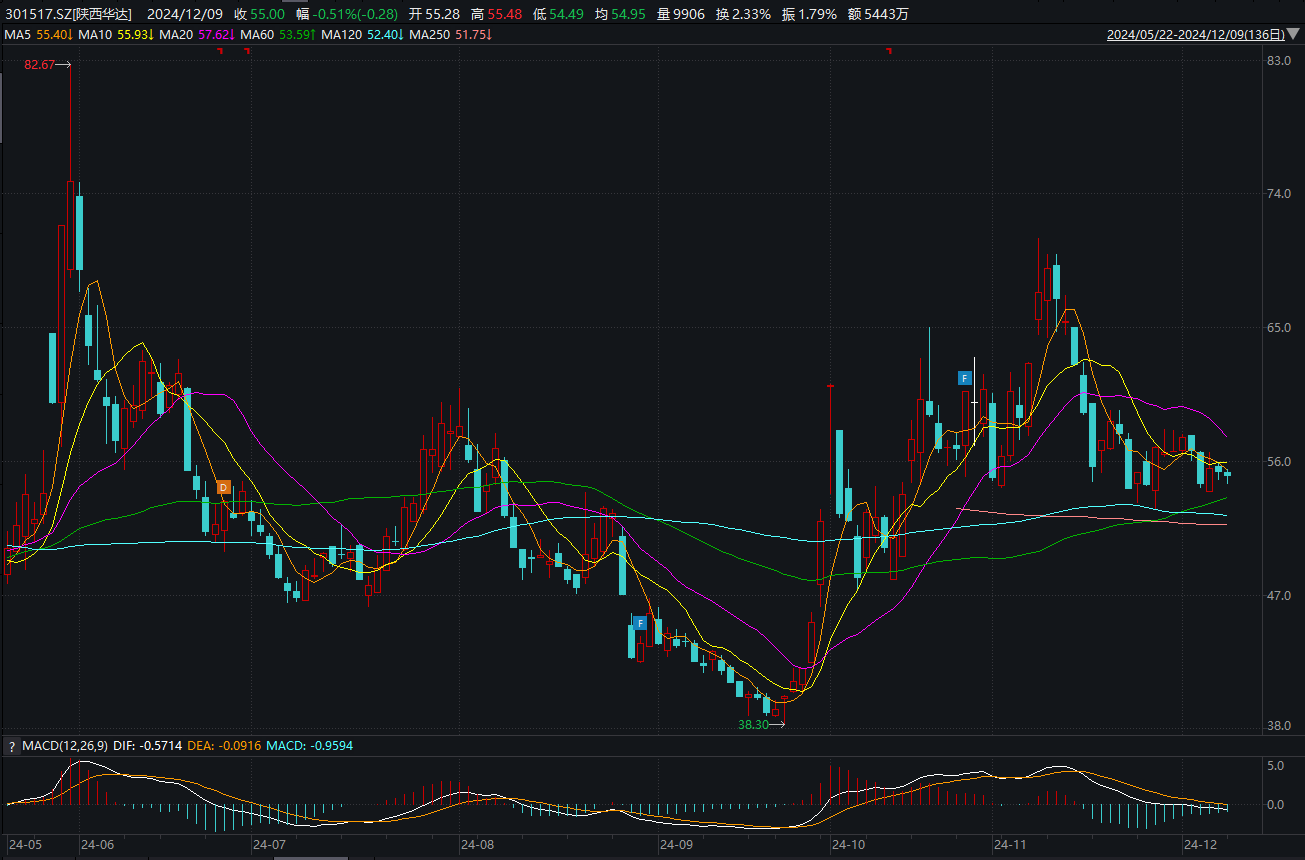 301517.SZ[陕西华达] 2024/12/09 收 55.00 幅 -0.51%(-0.28) 开 55.28 高 55.48 低 54.49 均 54.95 量 9906 换 2.33% 振 1.79% 额 5443万
MA5 55.40↓ MA10 55.93↓ MA20 57.62↓ MA60 53.59↑ MA120 52.40↓ MA250 51.75↓ 2024/05/22-2024/12/09(136日)
83.0
82.67
74.0
65.0
F
56.0
D
47.0
F
38.30
38.0
? MACD(12,26,9) DIF: -0.5714 DEA: -0.0916 MACD: -0.9594
5.0
0.0
24-05 24-06 24-07 24-08 24-09 24-10 24-11 24-12